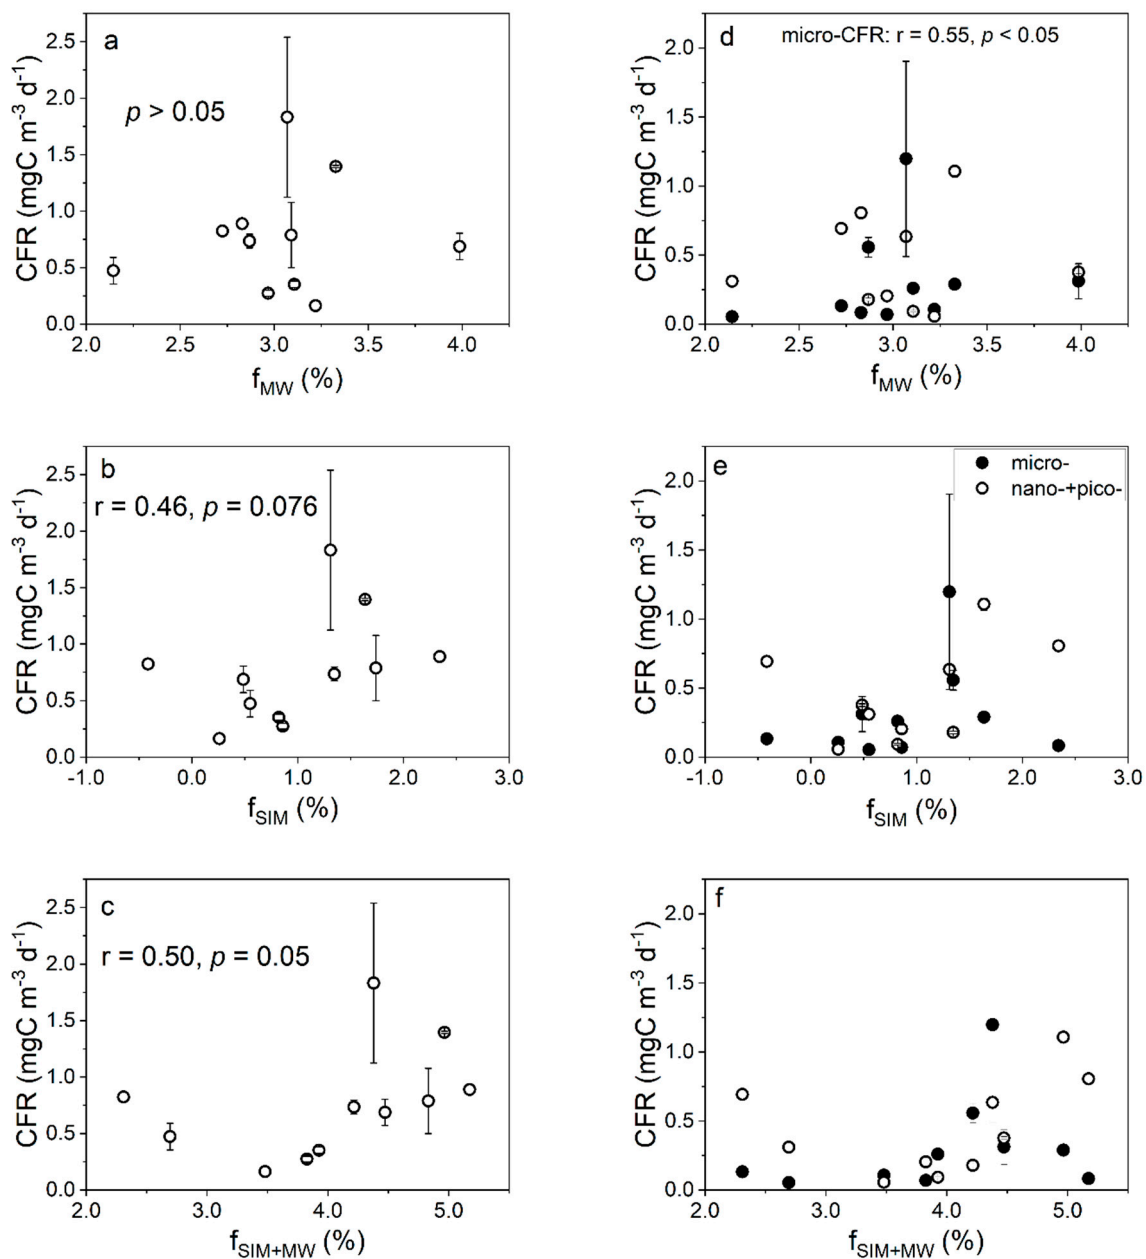 a
p > 0.05
CFR (mgC m⁻³ d⁻¹)
2.5
2.0
1.5
1.0
0.5
0.0
2.0 2.5 3.0 3.5 4.0
f_MW (%)
d
micro-CFR: r = 0.55, p < 0.05
CFR (mgC m⁻³ d⁻¹)
2.0
1.5
1.0
0.5
0.0
2.0 2.5 3.0 3.5 4.0
f_MW (%)
b
r = 0.46, p = 0.076
CFR (mgC m⁻³ d⁻¹)
2.5
2.0
1.5
1.0
0.5
0.0
-1.0 0.0 1.0 2.0 3.0
f_SIM (%)
e
micro-
nano-+pico-
CFR (mgC m⁻³ d⁻¹)
2.0
1.5
1.0
0.5
0.0
-1.0 0.0 1.0 2.0 3.0
f_SIM (%)
c
r = 0.50, p = 0.05
CFR (mgC m⁻³ d⁻¹)
2.5
2.0
1.5
1.0
0.5
0.0
2.0 3.0 4.0 5.0
f_SIM+MW (%)
f
CFR (mgC m⁻³ d⁻¹)
2.0
1.5
1.0
0.5
0.0
2.0 3.0 4.0 5.0
f_SIM+MW (%)